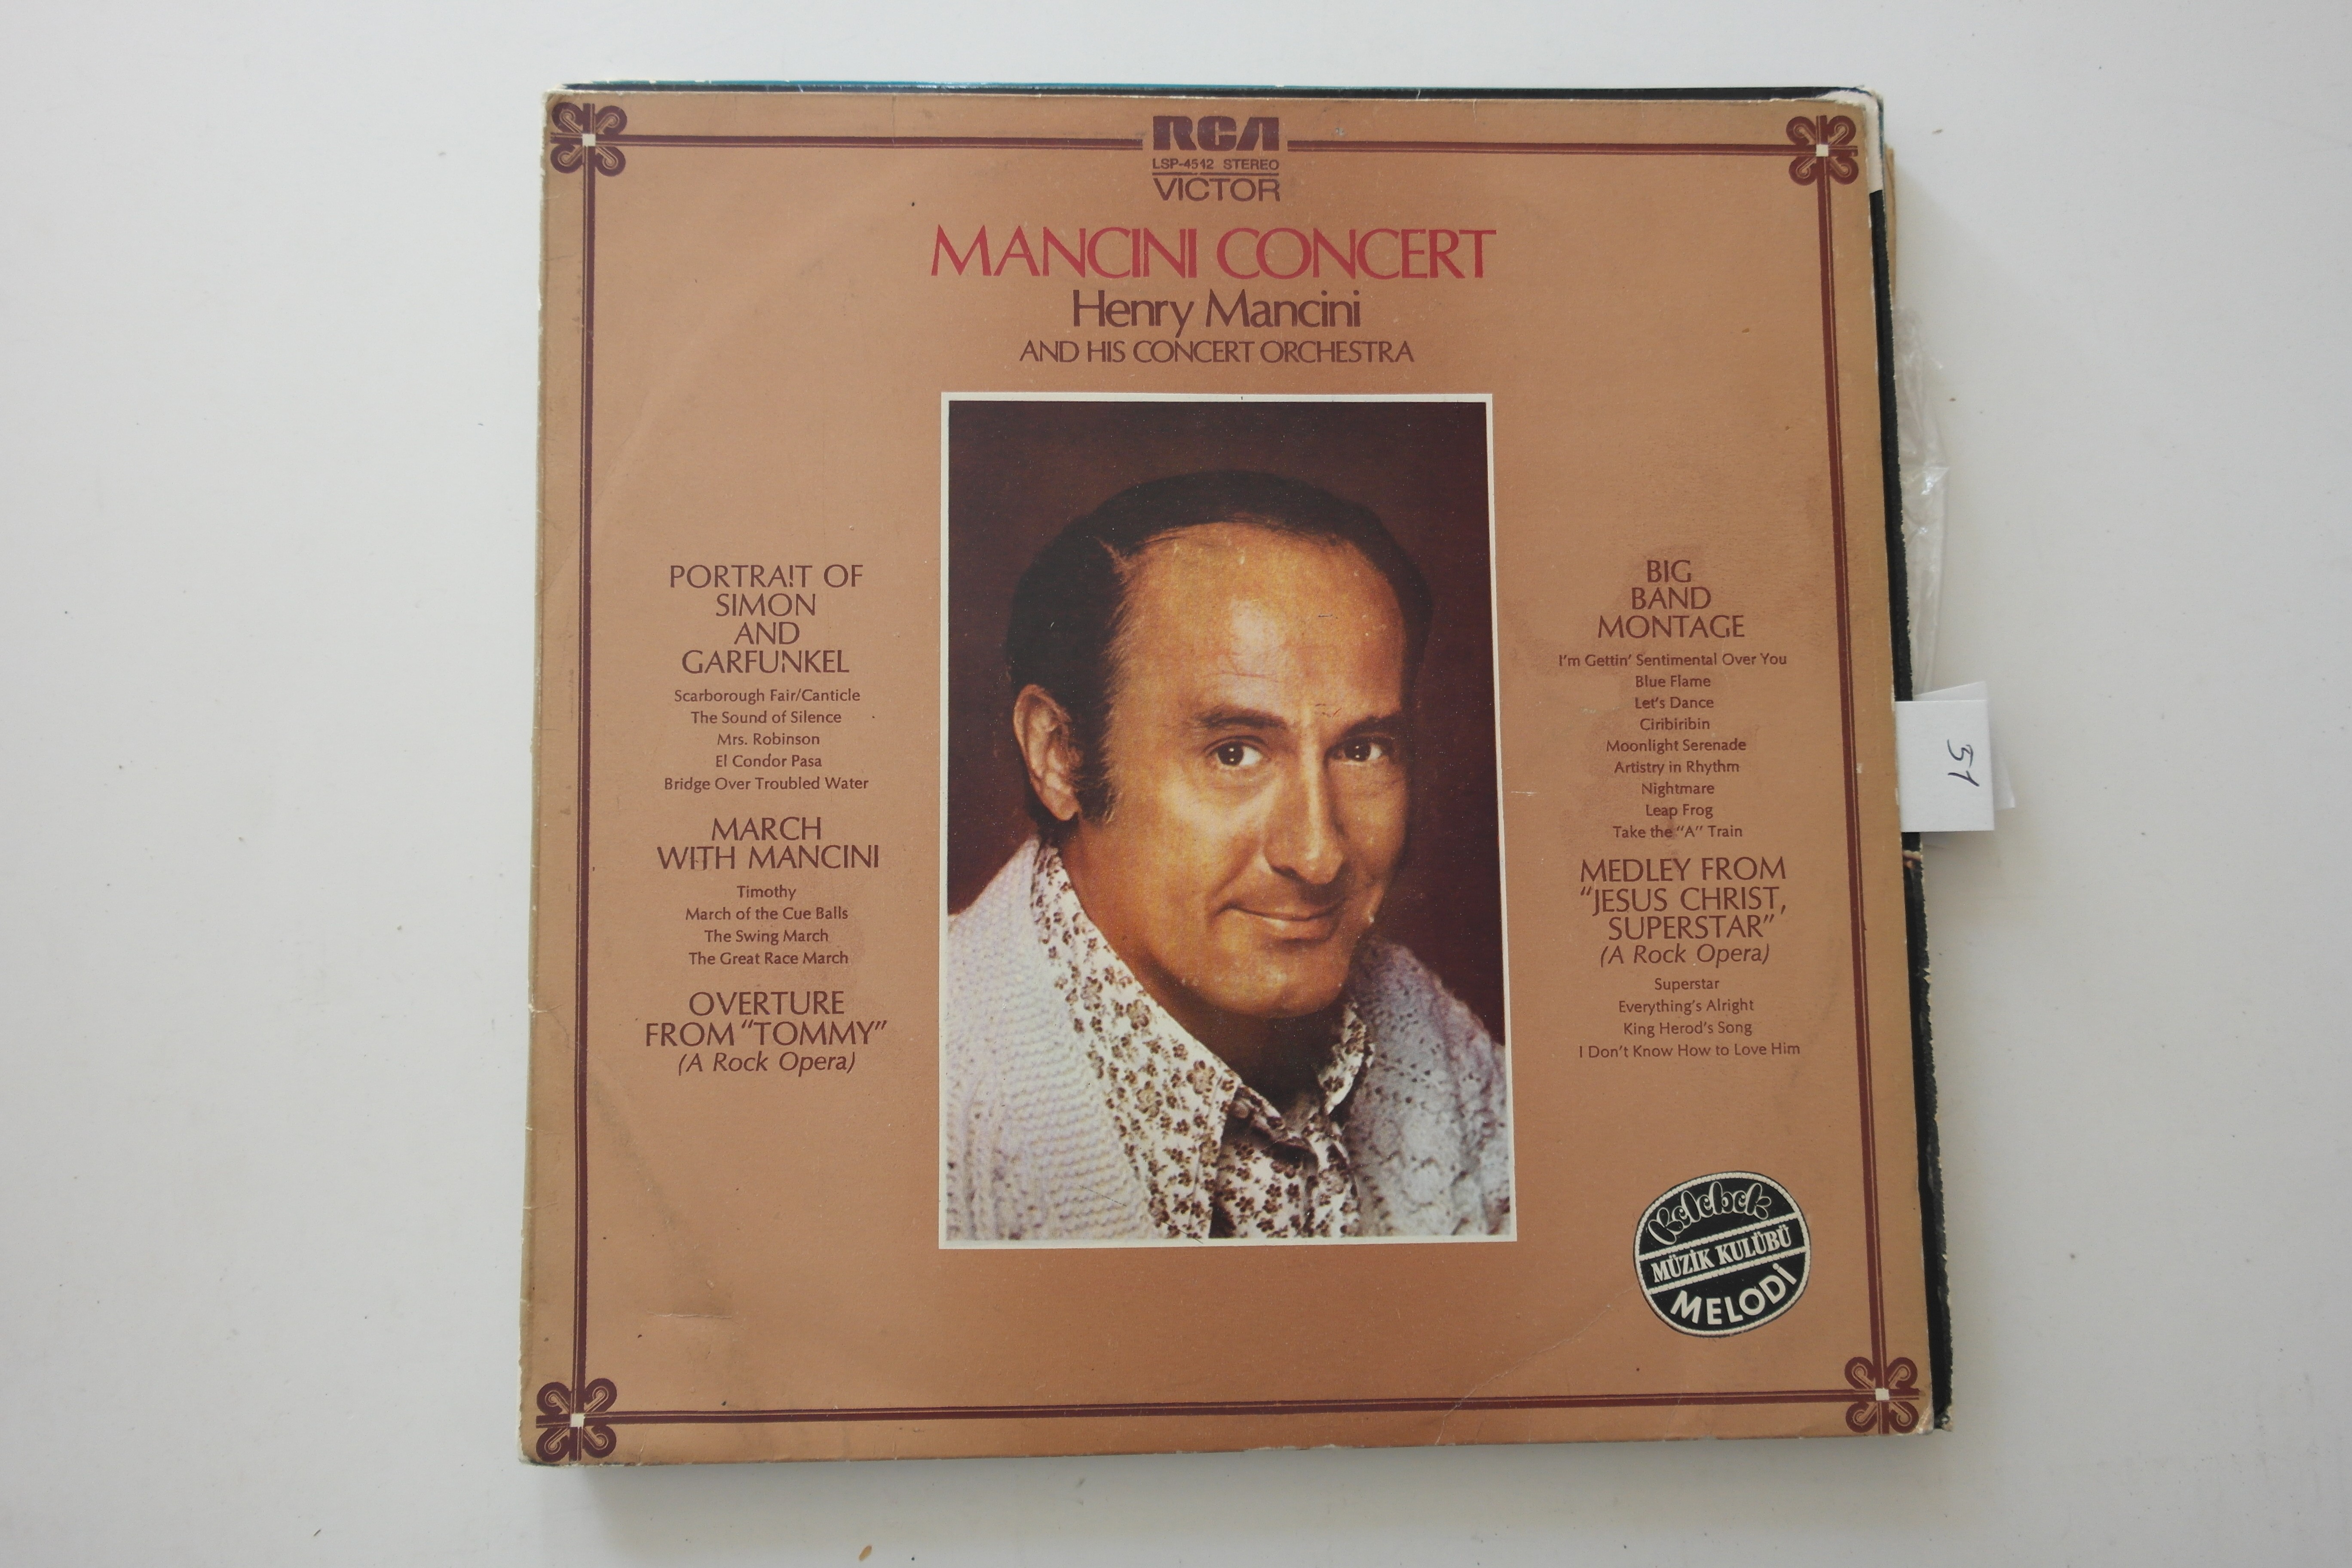 RCA
LSP-4542 STEREO
VICTOR
MANCINI CONCERT
Henry Mancini
AND HIS CONCERT ORCHESTRA
PORTRAIT OF
SIMON
AND
GARFUNKEL
Scarborough Fair/Canticle
The Sound of Silence
Mrs. Robinson
El Condor Pasa
Bridge Over Troubled Water
MARCH
WITH MANCINI
Timothy
March of the Cue Balls
The Swing March
The Great Race March
OVERTURE
FROM “TOMMY”
(A Rock Opera)
BIG
BAND
MONTAGE
I’m Gettin’ Sentimental Over You
Blue Flame
Let’s Dance
Ciribiribin
Moonlight Serenade
Artistry in Rhythm
Nightmare
Leap Frog
Take the “A” Train
MEDLEY FROM
“JESUS CHRIST,
SUPERSTAR”
(A Rock Opera)
Superstar
Everything’s Alright
King Herod’s Song
I Don’t Know How to Love Him
Kelebek
MÜZİK KULÜBÜ
MELODİ
51